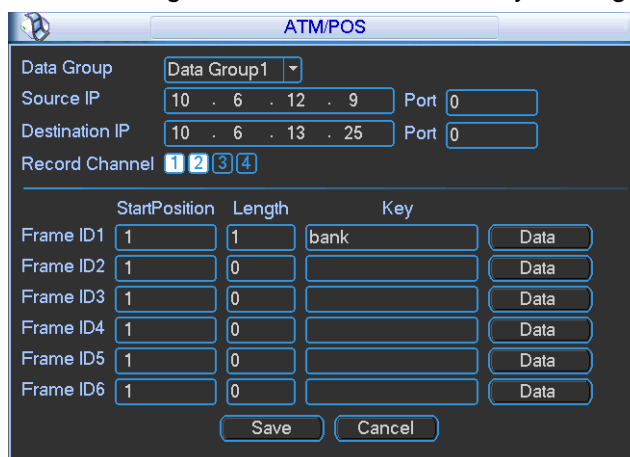 ATM/POS
Data Group Data Group1
Source IP 10 . 6 . 12 . 9 Port 0
Destination IP 10 . 6 . 13 . 25 Port 0
Record Channel 1 2 3 4
StartPosition Length Key
Frame ID1 1 1 bank Data
Frame ID2 1 0 Data
Frame ID3 1 0 Data
Frame ID4 1 0 Data
Frame ID5 1 0 Data
Frame ID6 1 0 Data
Save Cancel